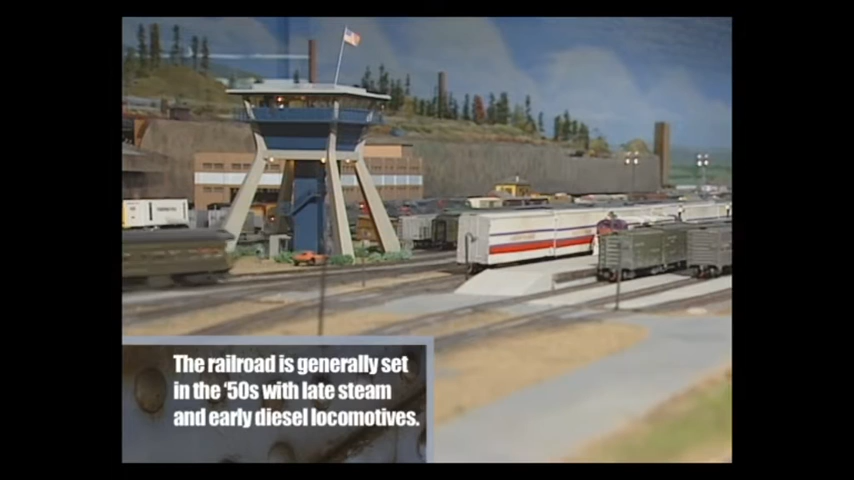 The railroad is generally set
in the ‘50s with late steam
and early diesel locomotives.